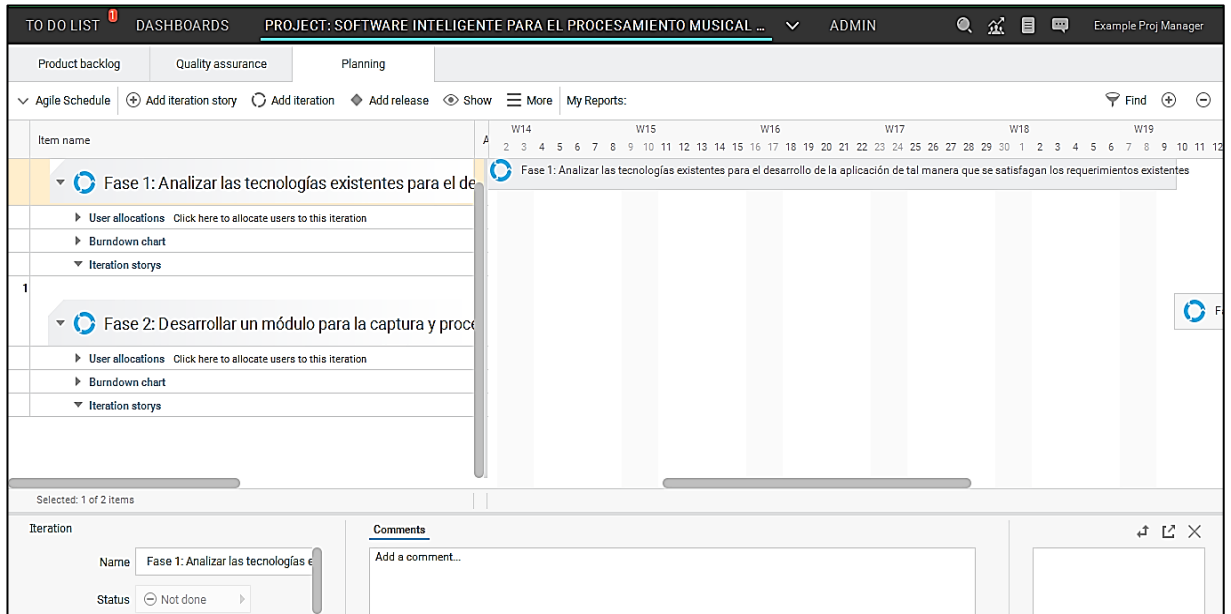 TO DO LIST 1 DASHBOARDS PROJECT: SOFTWARE INTELIGENTE PARA EL PROCESAMIENTO MUSICAL ... ADMIN Example Proj Manager
Product backlog Quality assurance Planning
Agile Schedule Add iteration story Add iteration Add release Show More My Reports: Find
Item name A
W14 W15 W16 W17 W18 W19
2 3 4 5 6 7 8 9 10 11 12 13 14 15 16 17 18 19 20 21 22 23 24 25 26 27 28 29 30 1 2 3 4 5 6 7 8 9 10 11 12
Fase 1: Analizar las tecnologías existentes para el de
Fase 1: Analizar las tecnologías existentes para el desarrollo de la aplicación de tal manera que se satisfagan los requerimientos existentes
User allocations Click here to allocate users to this iteration
Burndown chart
Iteration storys
1
Fase 2: Desarrollar un módulo para la captura y proce
User allocations Click here to allocate users to this iteration
Burndown chart
Iteration storys
Selected: 1 of 2 items
Iteration Comments
Name Fase 1: Analizar las tecnologías e
Add a comment...
Status Not done